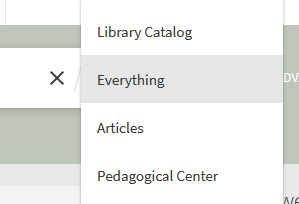 Library Catalog
Everything
Articles
Pedagogical Center